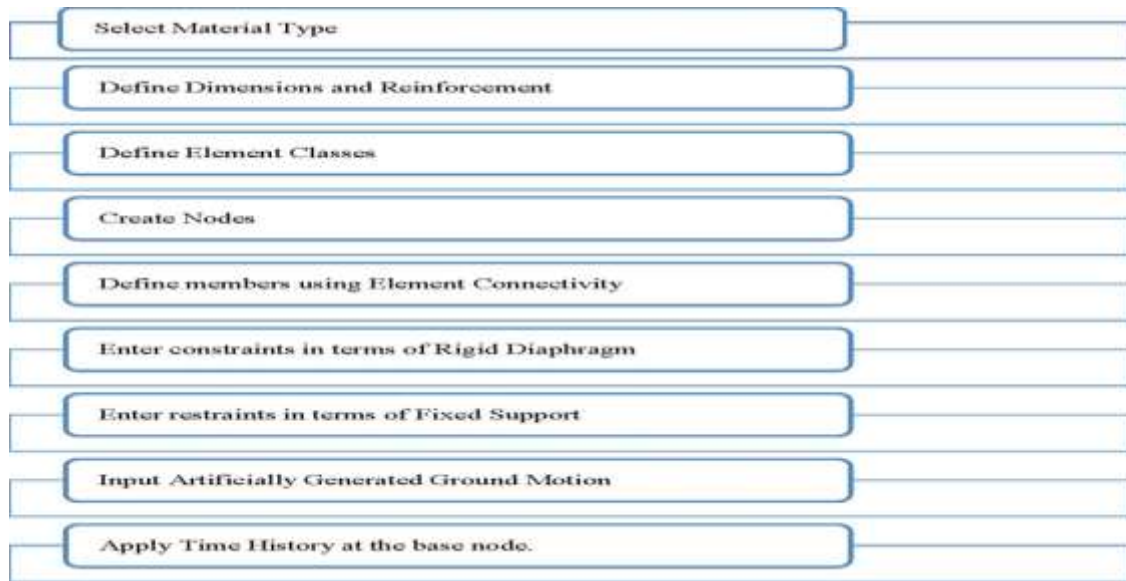 Select Material Type
Define Dimensions and Reinforcement
Define Element Classes
Create Nodes
Define members using Element Connectivity
Enter constraints in terms of Rigid Diaphragm
Enter restraints in terms of Fixed Support
Input Artificially Generated Ground Motion
Apply Time History at the base node.